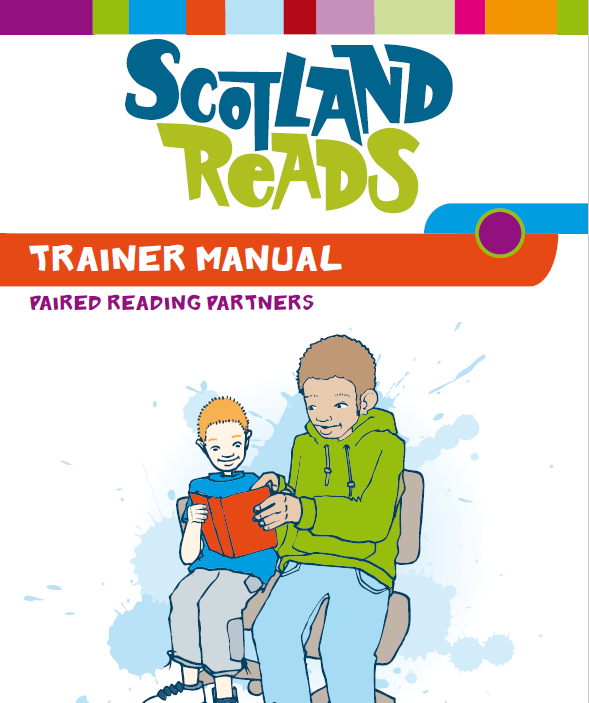 SCOTLAND
READS
TRAINER MANUAL
PAIRED READING PARTNERS